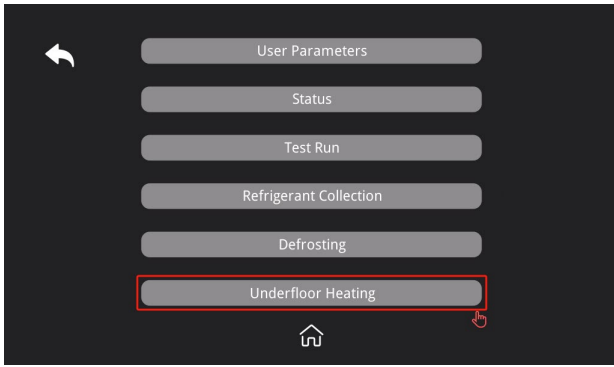 User Parameters
Status
Test Run
Refrigerant Collection
Defrosting
Underfloor Heating